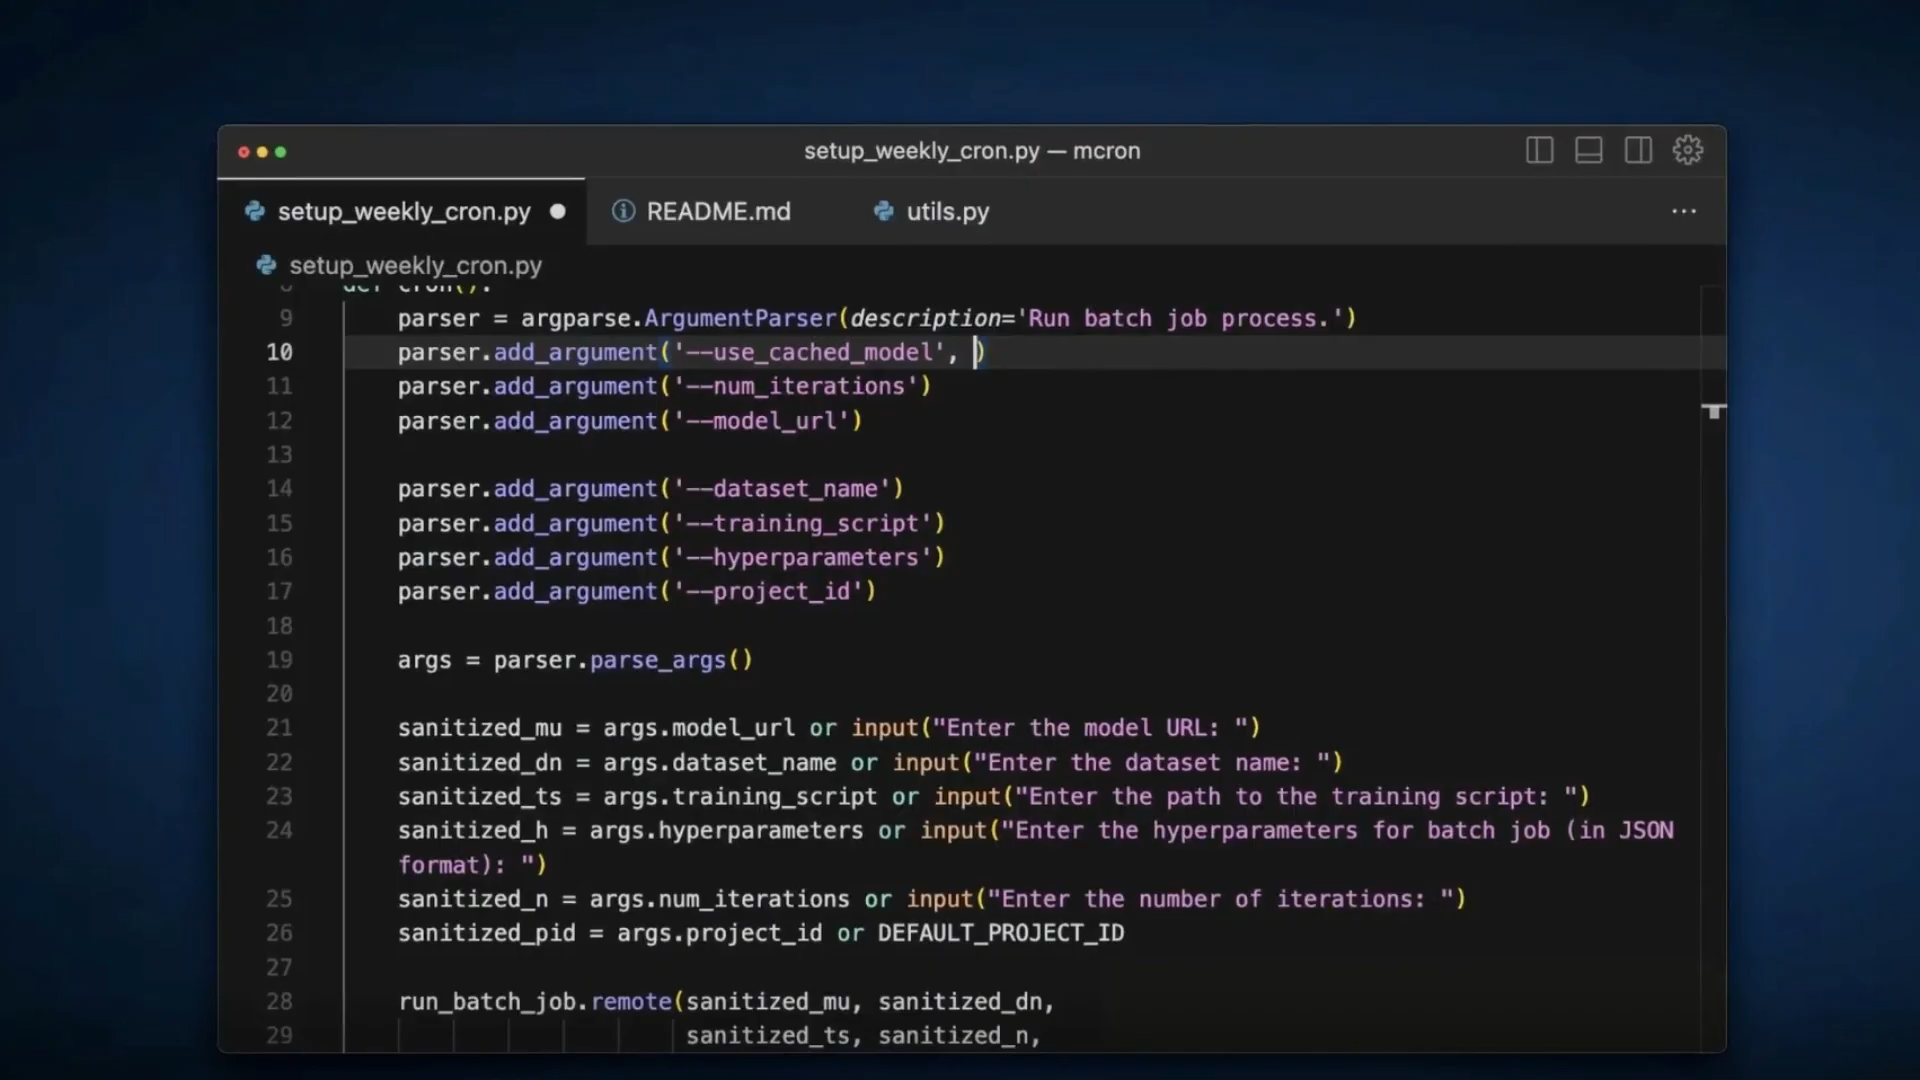 setup_weekly_cron.py — mcron
setup_weekly_cron.py README.md utils.py ...
setup_weekly_cron.py
8 def cron():
9 parser = argparse.ArgumentParser(description='Run batch job process.')
10 parser.add_argument('--use_cached_model', )
11 parser.add_argument('--num_iterations')
12 parser.add_argument('--model_url')
13
14 parser.add_argument('--dataset_name')
15 parser.add_argument('--training_script')
16 parser.add_argument('--hyperparameters')
17 parser.add_argument('--project_id')
18
19 args = parser.parse_args()
20
21 sanitized_mu = args.model_url or input("Enter the model URL: ")
22 sanitized_dn = args.dataset_name or input("Enter the dataset name: ")
23 sanitized_ts = args.training_script or input("Enter the path to the training script: ")
24 sanitized_h = args.hyperparameters or input("Enter the hyperparameters for batch job (in JSON
format): ")
25 sanitized_n = args.num_iterations or input("Enter the number of iterations: ")
26 sanitized_pid = args.project_id or DEFAULT_PROJECT_ID
27
28 run_batch_job.remote(sanitized_mu, sanitized_dn,
29 sanitized_ts, sanitized_n,